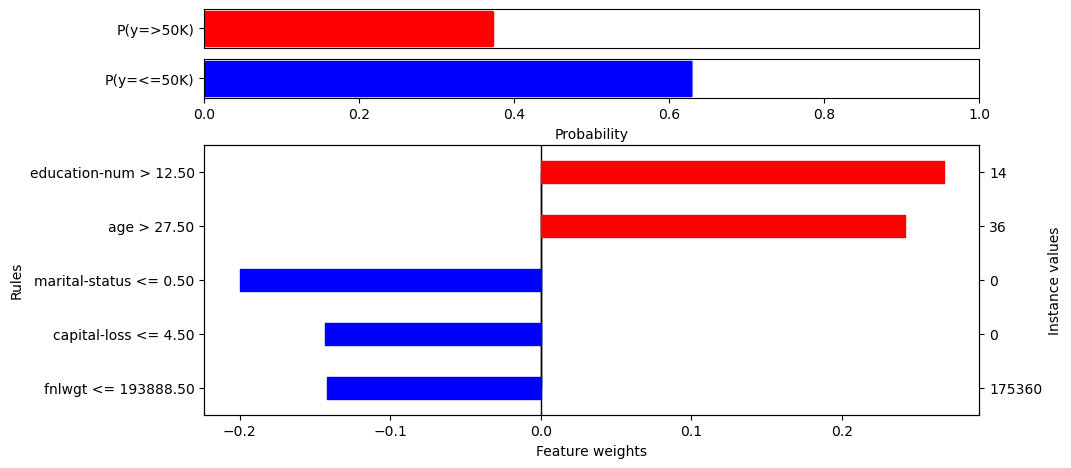 P(y=>50K)
P(y=<=50K)
0.0 0.2 0.4 0.6 0.8 1.0
Probability
education-num > 12.50 14
age > 27.50 36
marital-status <= 0.50 0
capital-loss <= 4.50 0
fnlwgt <= 193888.50 175360
Rules
Instance values
−0.2 −0.1 0.0 0.1 0.2
Feature weights